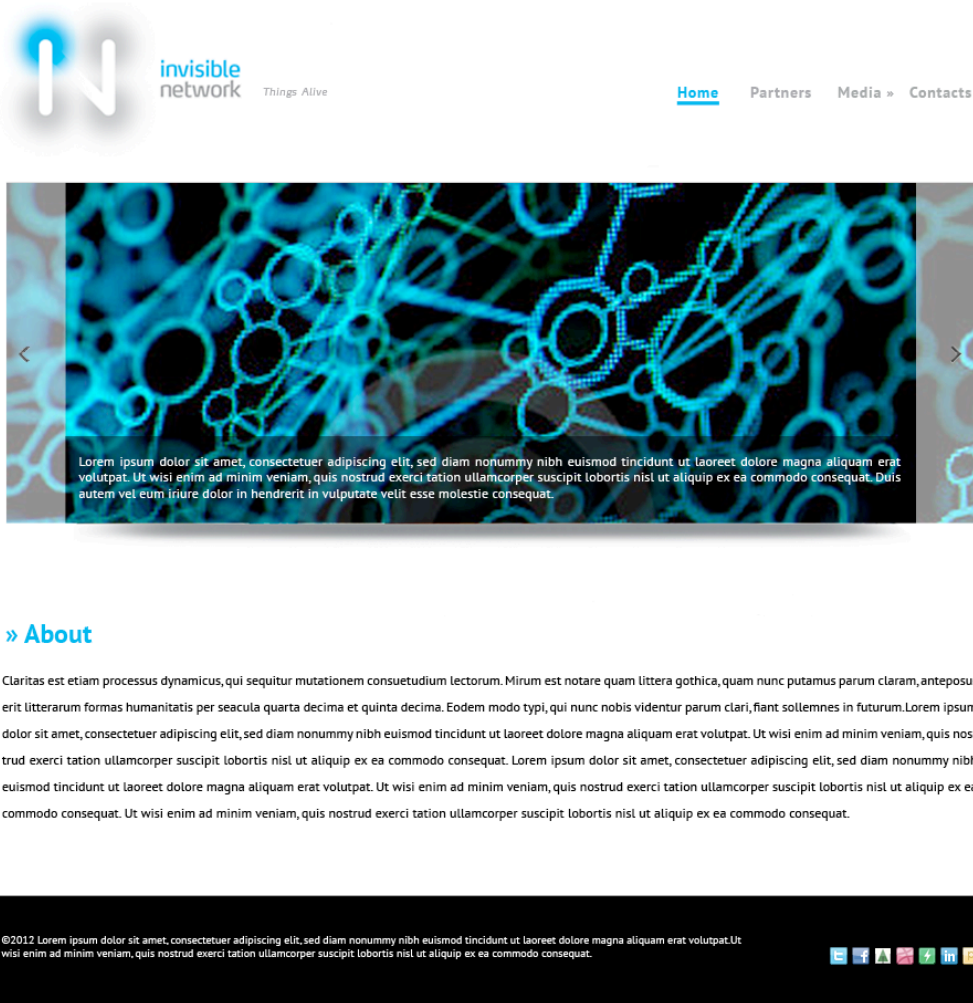 N
invisible
network
Things Alive
Home Partners Media » Contacts
Lorem ipsum dolor sit amet, consectetuer adipiscing elit, sed diam nonummy nibh euismod tincidunt ut laoreet dolore magna aliquam erat
volutpat. Ut wisi enim ad minim veniam, quis nostrud exerci tation ullamcorper suscipit lobortis nisl ut aliquip ex ea commodo consequat. Duis
autem vel eum iriure dolor in hendrerit in vulputate velit esse molestie consequat.
» About
Claritas est etiam processus dynamicus, qui sequitur mutationem consuetudium lectorum. Mirum est notare quam littera gothica, quam nunc putamus parum claram, anteposu
erit litterarum formas humanitatis per seacula quarta decima et quinta decima. Eodem modo typi, qui nunc nobis videntur parum clari, fiant sollemnes in futurum.Lorem ipsum
dolor sit amet, consectetuer adipiscing elit, sed diam nonummy nibh euismod tincidunt ut laoreet dolore magna aliquam erat volutpat. Ut wisi enim ad minim veniam, quis nos
trud exerci tation ullamcorper suscipit lobortis nisl ut aliquip ex ea commodo consequat. Lorem ipsum dolor sit amet, consectetuer adipiscing elit, sed diam nonummy nibh
euismod tincidunt ut laoreet dolore magna aliquam erat volutpat. Ut wisi enim ad minim veniam, quis nostrud exerci tation ullamcorper suscipit lobortis nisl ut aliquip ex ea
commodo consequat. Ut wisi enim ad minim veniam, quis nostrud exerci tation ullamcorper suscipit lobortis nisl ut aliquip ex ea commodo consequat.
©2012 Lorem ipsum dolor sit amet, consectetuer adipiscing elit, sed diam nonummy nibh euismod tincidunt ut laoreet dolore magna aliquam erat volutpat.Ut
wisi enim ad minim veniam, quis nostrud exerci tation ullamcorper suscipit lobortis nisl ut aliquip ex ea commodo consequat.